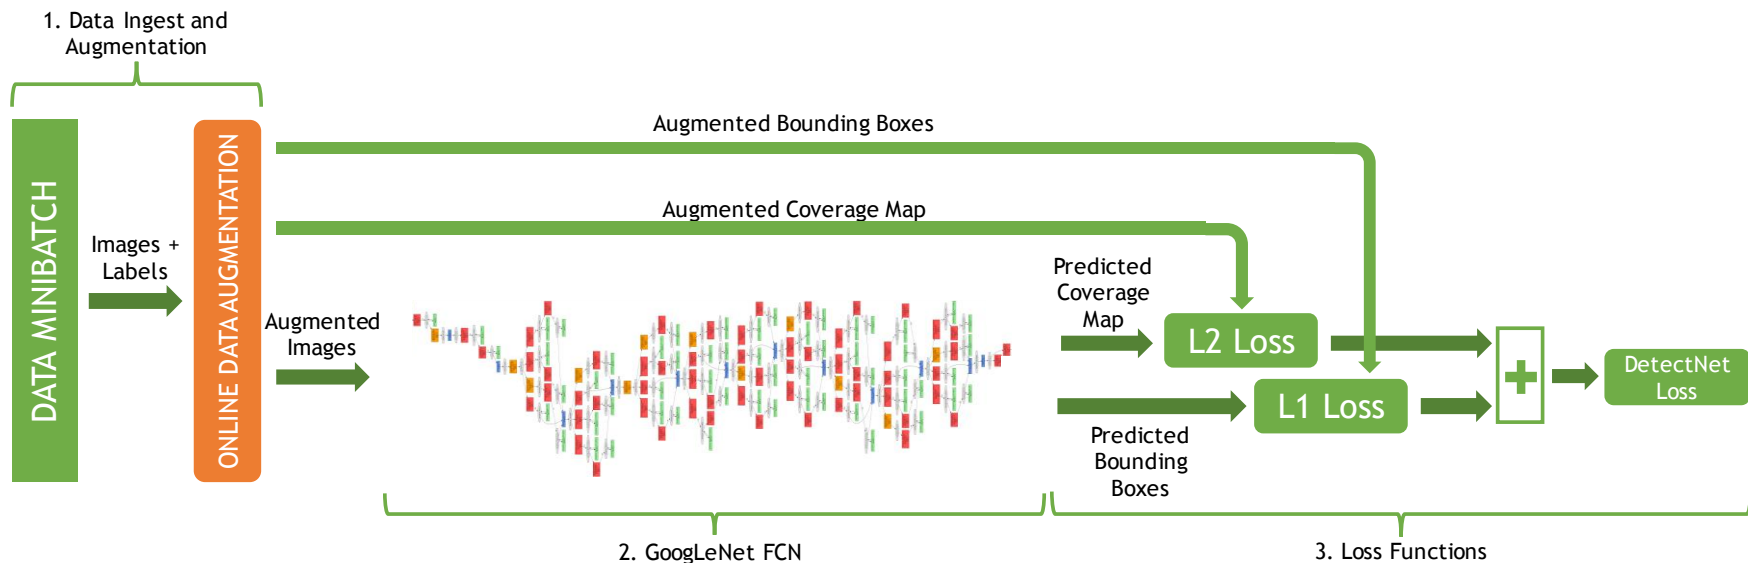 1. Data Ingest and
Augmentation
DATA MINIBATCH
Images +
Labels
ONLINE DATA AUGMENTATION
Augmented Bounding Boxes
Augmented Coverage Map
Augmented
Images
Predicted
Coverage
Map
L2 Loss
L1 Loss
Predicted
Bounding
Boxes
+
DetectNet
Loss
2. GoogLeNet FCN
3. Loss Functions